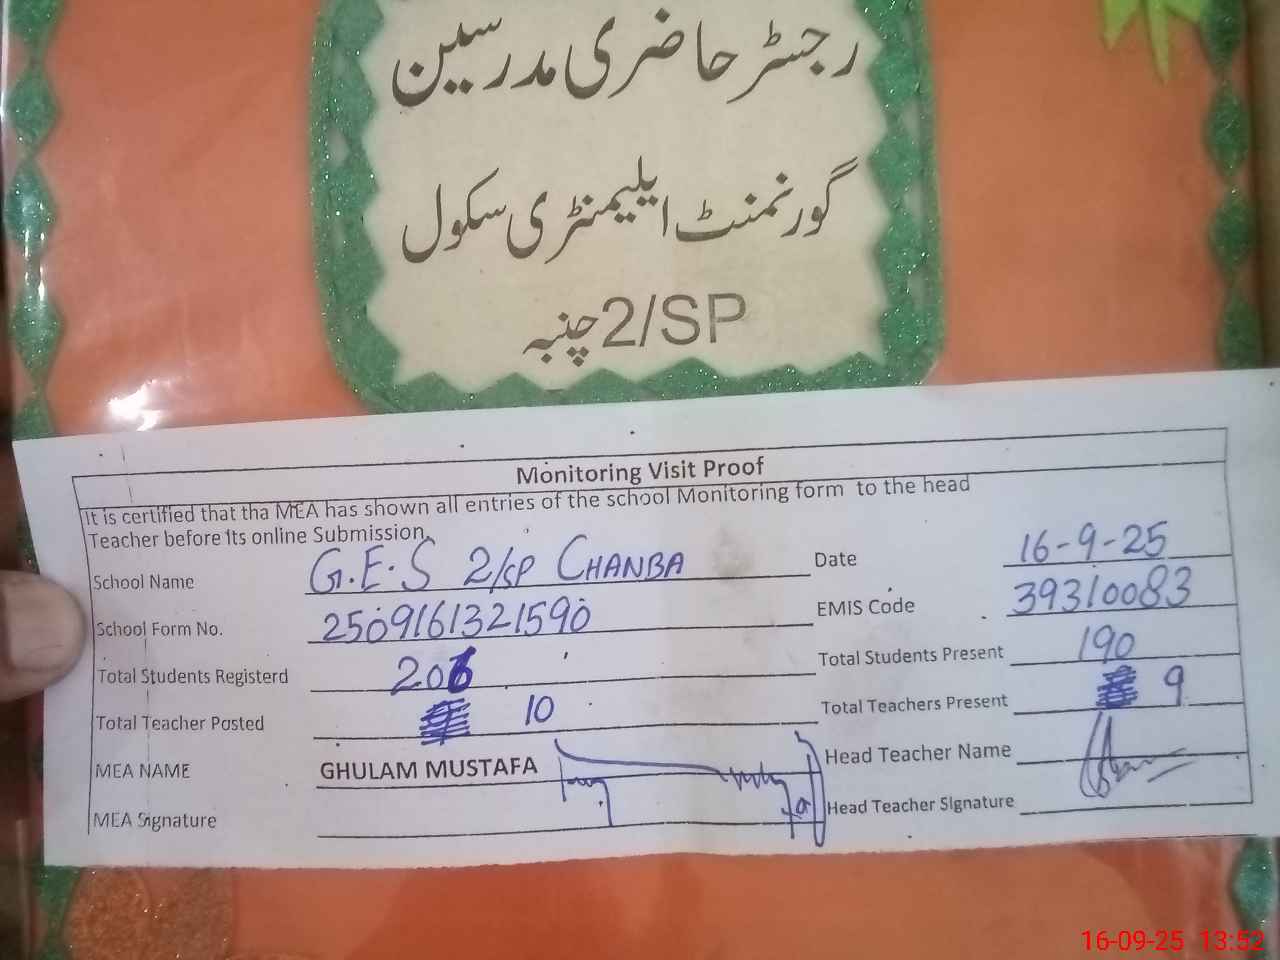 رجسٹر حاضری مدرسین
گورنمنٹ ایلیمنٹری سکول
2/SP چنبہ
Monitoring Visit Proof
It is certified that tha MEA has shown all entries of the school Monitoring form to the head
Teacher before its online Submission.
School Name G.E.S 2/SP CHANBA Date 16-9-25
School Form No. 2509161321590 EMIS Code 39310083
Total Students Registerd 206 Total Students Present 190
Total Teacher Posted 10 Total Teachers Present 9
MEA NAME GHULAM MUSTAFA Head Teacher Name
MEA Signature Head Teacher Signature
16-09-25 13:52